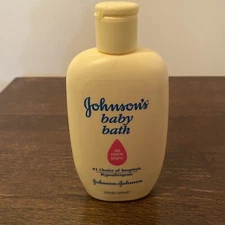 Johnson's
baby
bath
#1 Choice of hospitals
Hypoallergenic
Johnson & Johnson